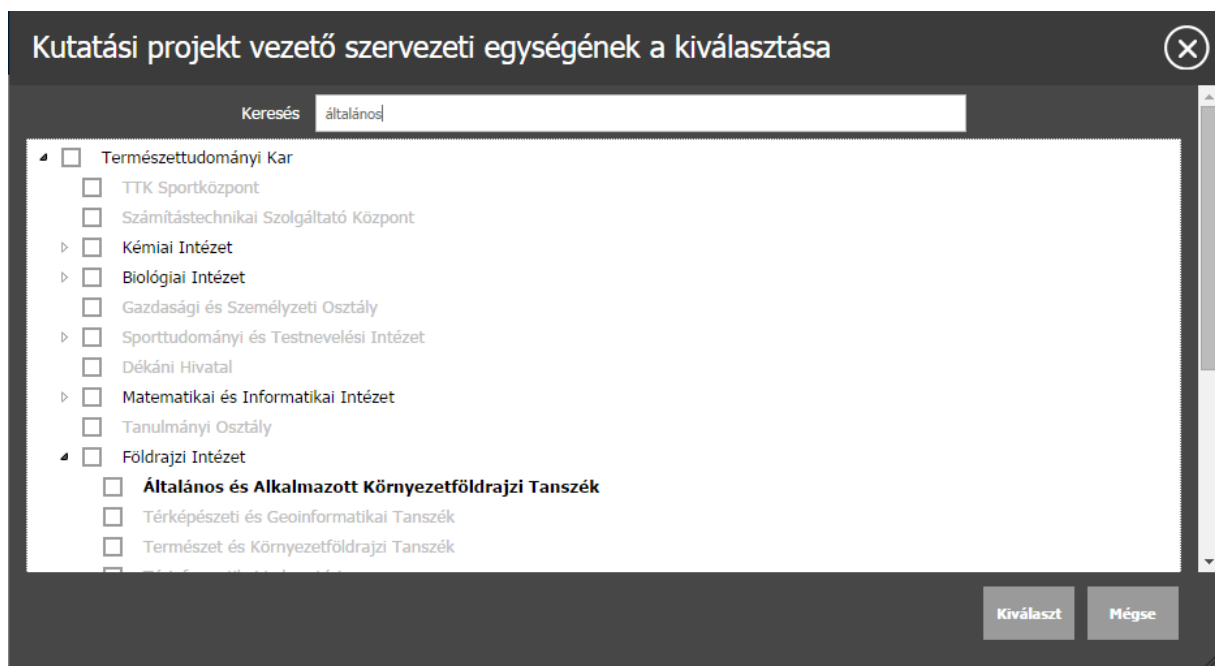 Kutatási projekt vezető szervezeti egységének a kiválasztása
Keresés általános
Természettudományi Kar
TTK Sportközpont
Számítástechnikai Szolgáltató Központ
Kémiai Intézet
Biológiai Intézet
Gazdasági és Személyzeti Osztály
Sporttudományi és Testnevelési Intézet
Dékáni Hivatal
Matematikai és Informatikai Intézet
Tanulmányi Osztály
Földrajzi Intézet
Általános és Alkalmazott Környezetföldrajzi Tanszék
Térképészeti és Geoinformatikai Tanszék
Természet és Környezetföldrajzi Tanszék
Kiválaszt Mégse